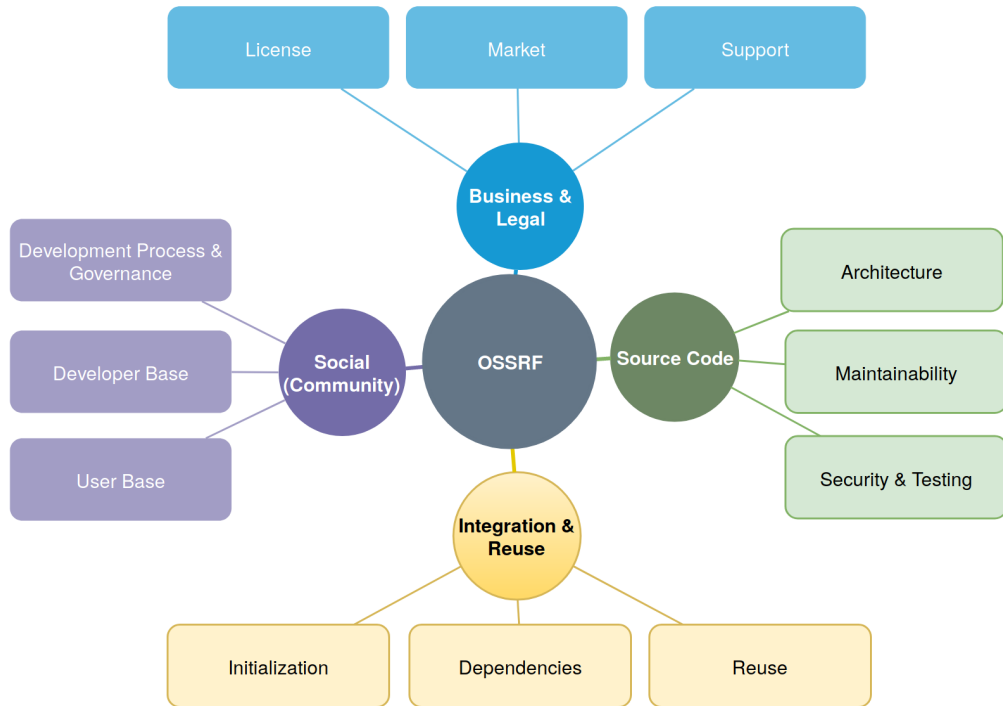 License
Market
Support
Business &
Legal
Development Process &
Governance
Developer Base
User Base
Social
(Community)
OSSRF
Source Code
Architecture
Maintainability
Security & Testing
Integration &
Reuse
Initialization
Dependencies
Reuse